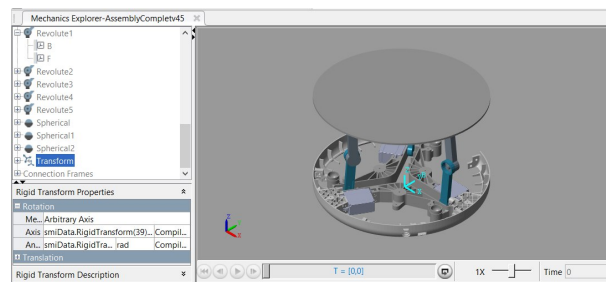 Mechanics Explorer-AssemblyCompletv45
Revolute1
B
F
Revolute2
Revolute3
Revolute4
Revolute5
Spherical
Spherical1
Spherical2
Transform
Connection Frames
Rigid Transform Properties
Rotation
Me... Arbitrary Axis
Axis smiData.RigidTransform(39)... Compil...
An... smiData.RigidTra... rad Compil...
Translation
Rigid Transform Description
T = [0,0]
1X
Time 0